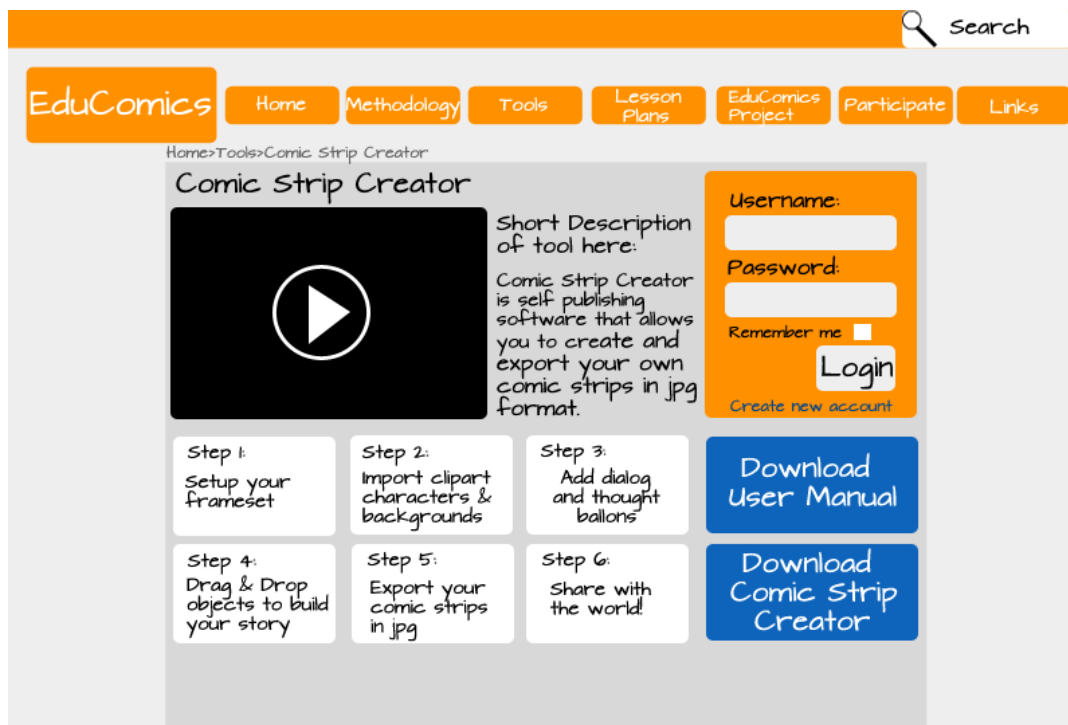 Search
EduComics
Home
Methodology
Tools
Lesson
Plans
EduComics
Project
Participate
Links
Home>Tools>Comic Strip Creator
Comic Strip Creator
Short Description
of tool here:
Comic Strip Creator
is self publishing
software that allows
you to create and
export your own
comic strips in jpg
format.
Username:
Password:
Remember me
Login
Create new account
Step 1:
Setup your
frameset
Step 2:
Import clipart
characters &
backgrounds
Step 3:
Add dialog
and thought
ballons
Download
User Manual
Step 4:
Drag & Drop
objects to build
your story
Step 5:
Export your
comic strips
in jpg
Step 6:
Share with
the world!
Download
Comic Strip
Creator